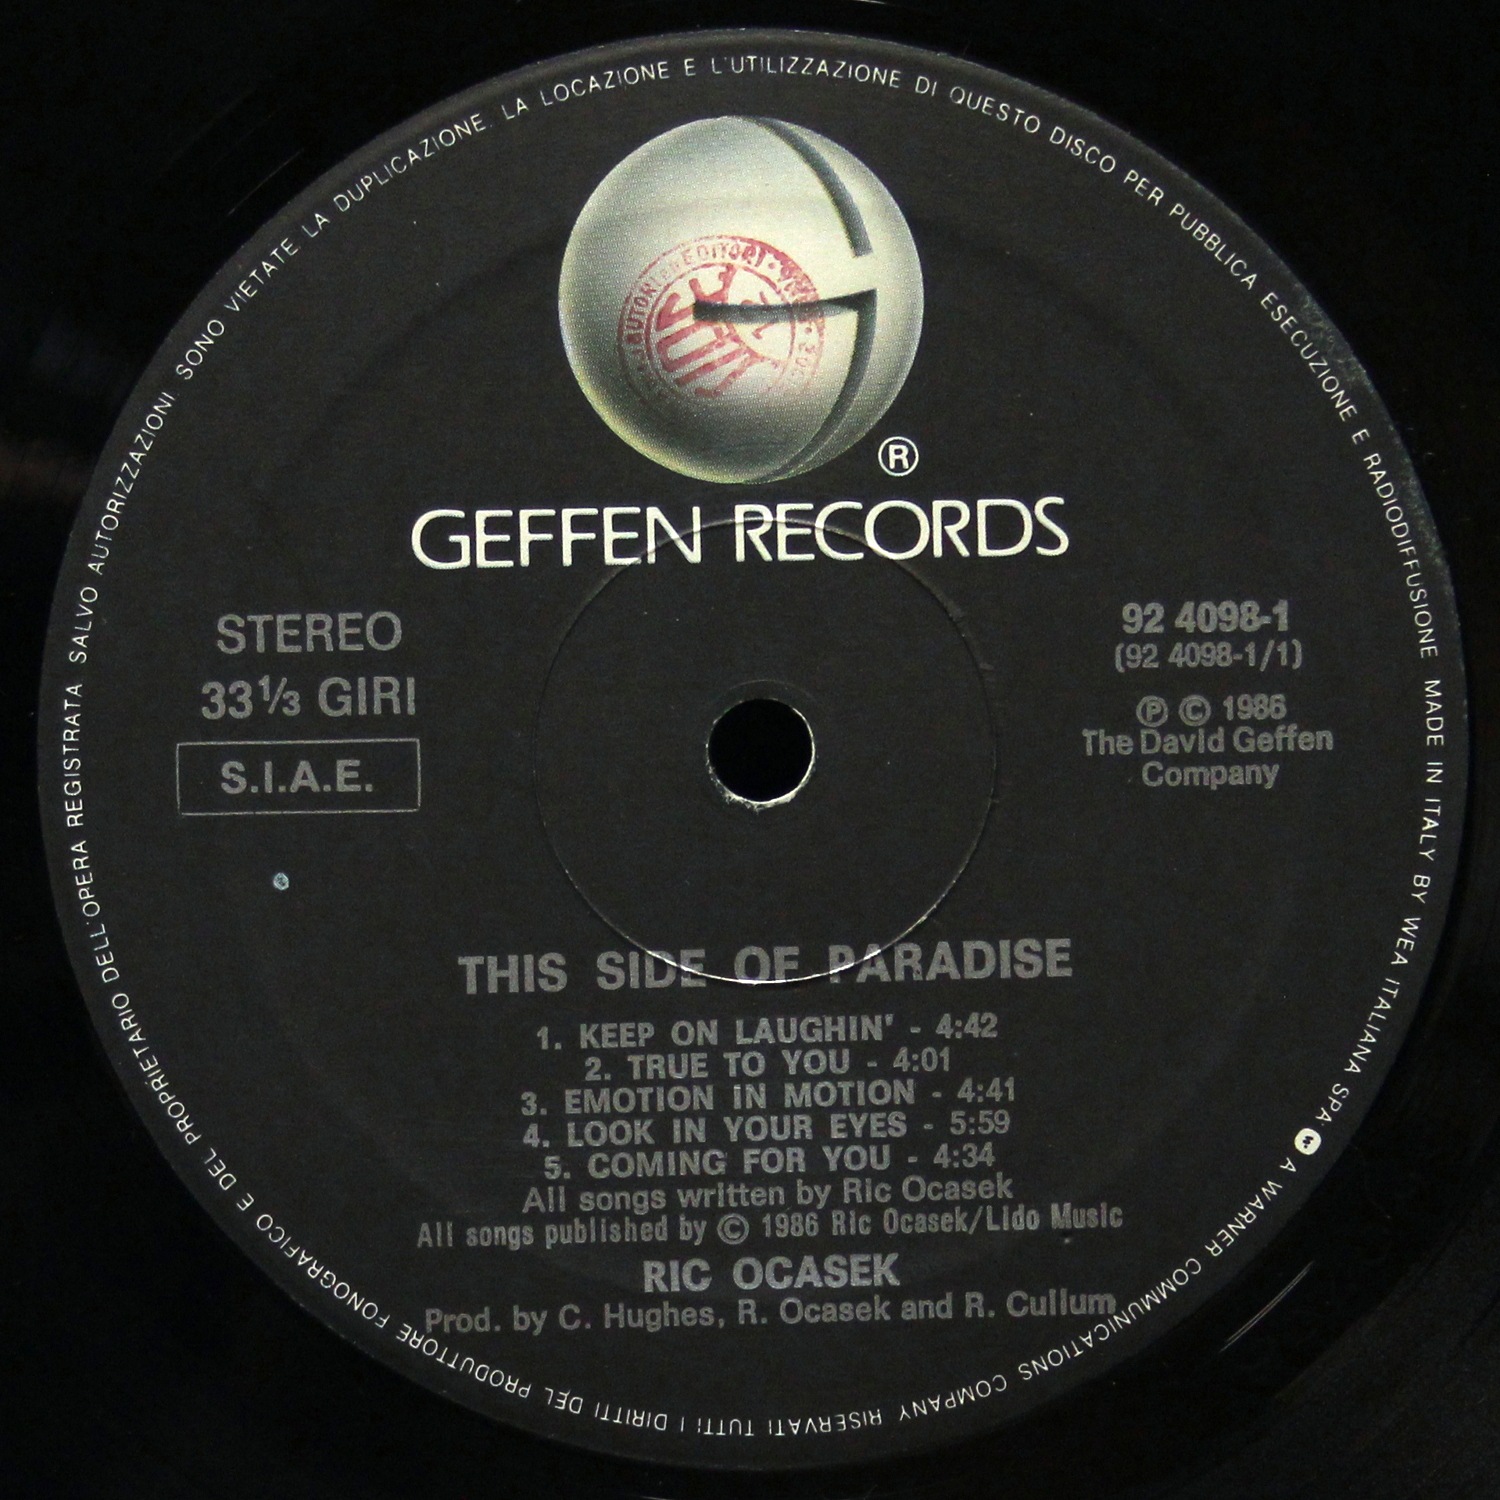 SONO VIETATE LA DUPLICAZIONE. LA LOCAZIONE E L'UTILIZZAZIONE DI QUESTO DISCO PER PUBBLICA ESECUZIONE E RADIODIFFUSIONE MADE IN ITALY BY WEA ITALIANA SPA W A WARNER COMMUNICATIONS COMPANY RISERVATI TUTTI I DIRITTI DEL PRODUTTORE FONOGRAFICO E DEL PROPRIETARIO DELL'OPERA REGISTRATA SALVO AUTORIZZAZIONI
EDITORI
®
GEFFEN RECORDS
STEREO
33⅓ GIRI
S.I.A.E.
92 4098-1
(92 4098-1/1)
℗ © 1986
The David Geffen
Company
THIS SIDE OF PARADISE
1. KEEP ON LAUGHIN' - 4:42
2. TRUE TO YOU - 4:01
3. EMOTION IN MOTION - 4:41
4. LOOK IN YOUR EYES - 5:59
5. COMING FOR YOU - 4:34
All songs written by Ric Ocasek
All songs published by © 1986 Ric Ocasek/Lido Music
RIC OCASEK
Prod. by C. Hughes, R. Ocasek and R. Cullum